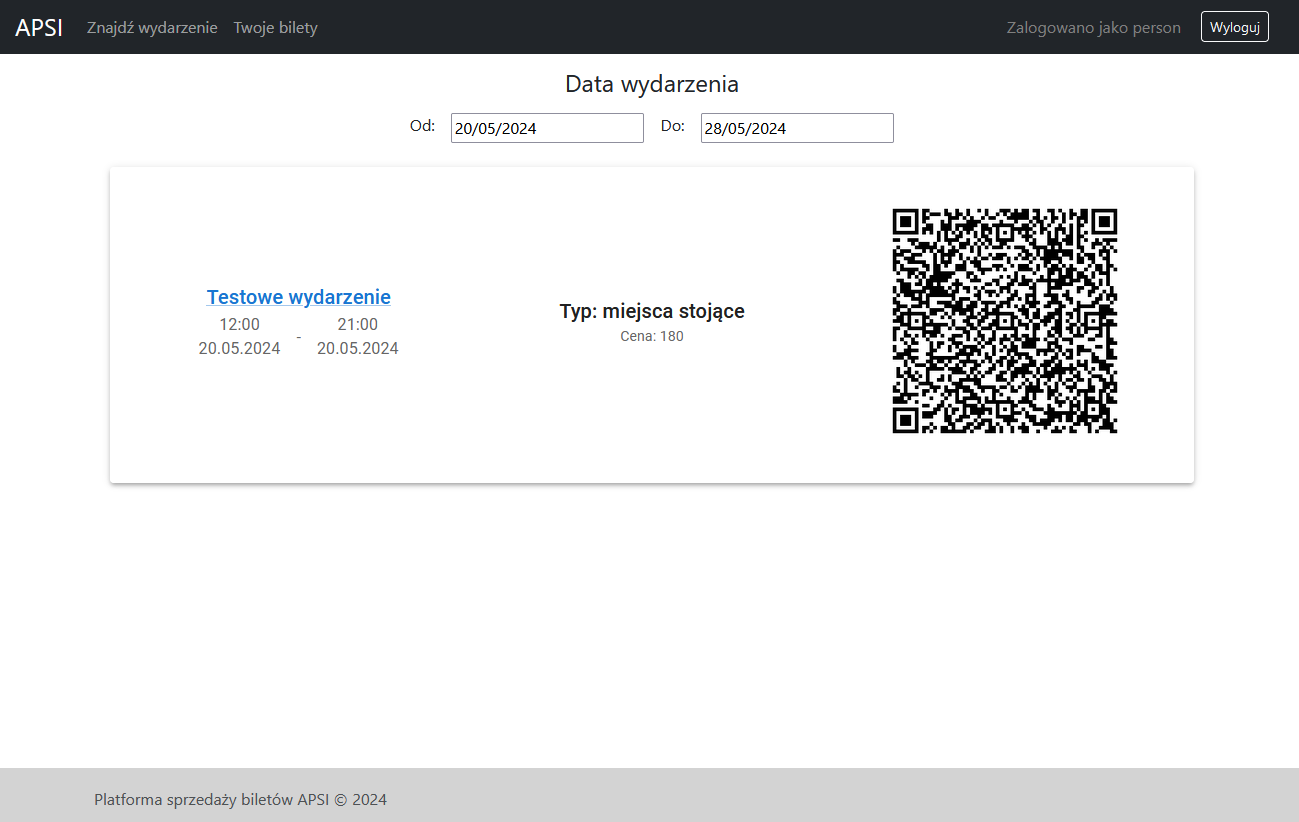 APSI Znajdź wydarzenie Twoje bilety Zalogowano jako person Wyloguj
Data wydarzenia
Od: 20/05/2024 Do: 28/05/2024
Testowe wydarzenie
12:00 21:00
-
20.05.2024 20.05.2024
Typ: miejsca stojące
Cena: 180
Platforma sprzedaży biletów APSI © 2024